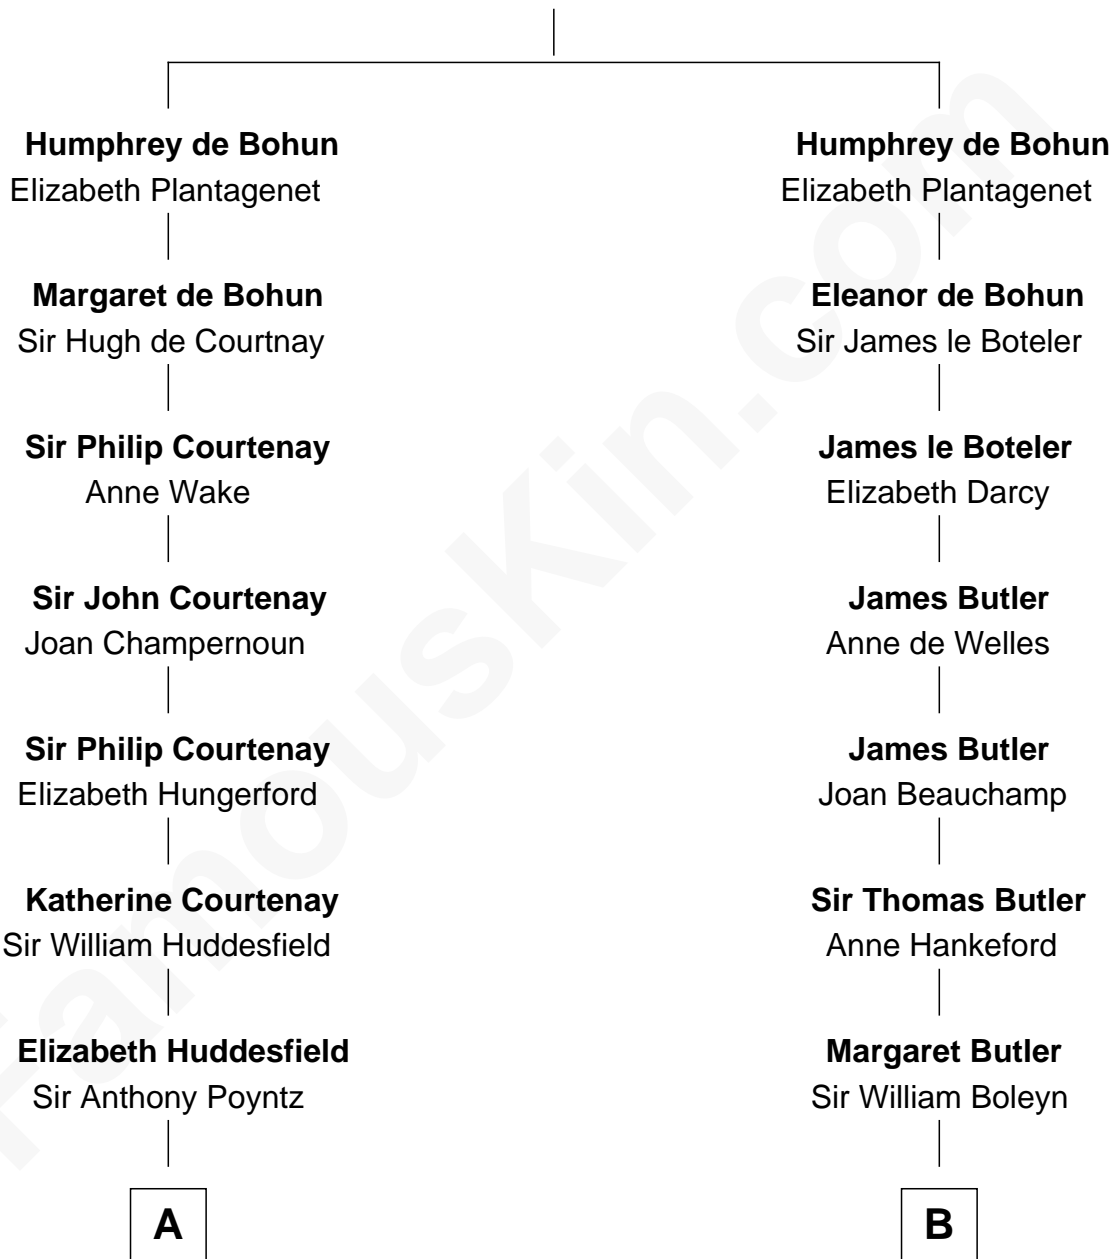 Humphrey de Bohun
Elizabeth Plantagenet
Margaret de Bohun
Sir Hugh de Courtnay
Sir Philip Courtenay
Anne Wake
Sir John Courtenay
Joan Champernoun
Sir Philip Courtenay
Elizabeth Hungerford
Katherine Courtenay
Sir William Huddesfield
Elizabeth Huddesfield
Sir Anthony Poyntz
A
Humphrey de Bohun
Elizabeth Plantagenet
Eleanor de Bohun
Sir James le Boteler
James le Boteler
Elizabeth Darcy
James Butler
Anne de Welles
James Butler
Joan Beauchamp
Sir Thomas Butler
Anne Hankeford
Margaret Butler
Sir William Boleyn
B
FamousKin.com